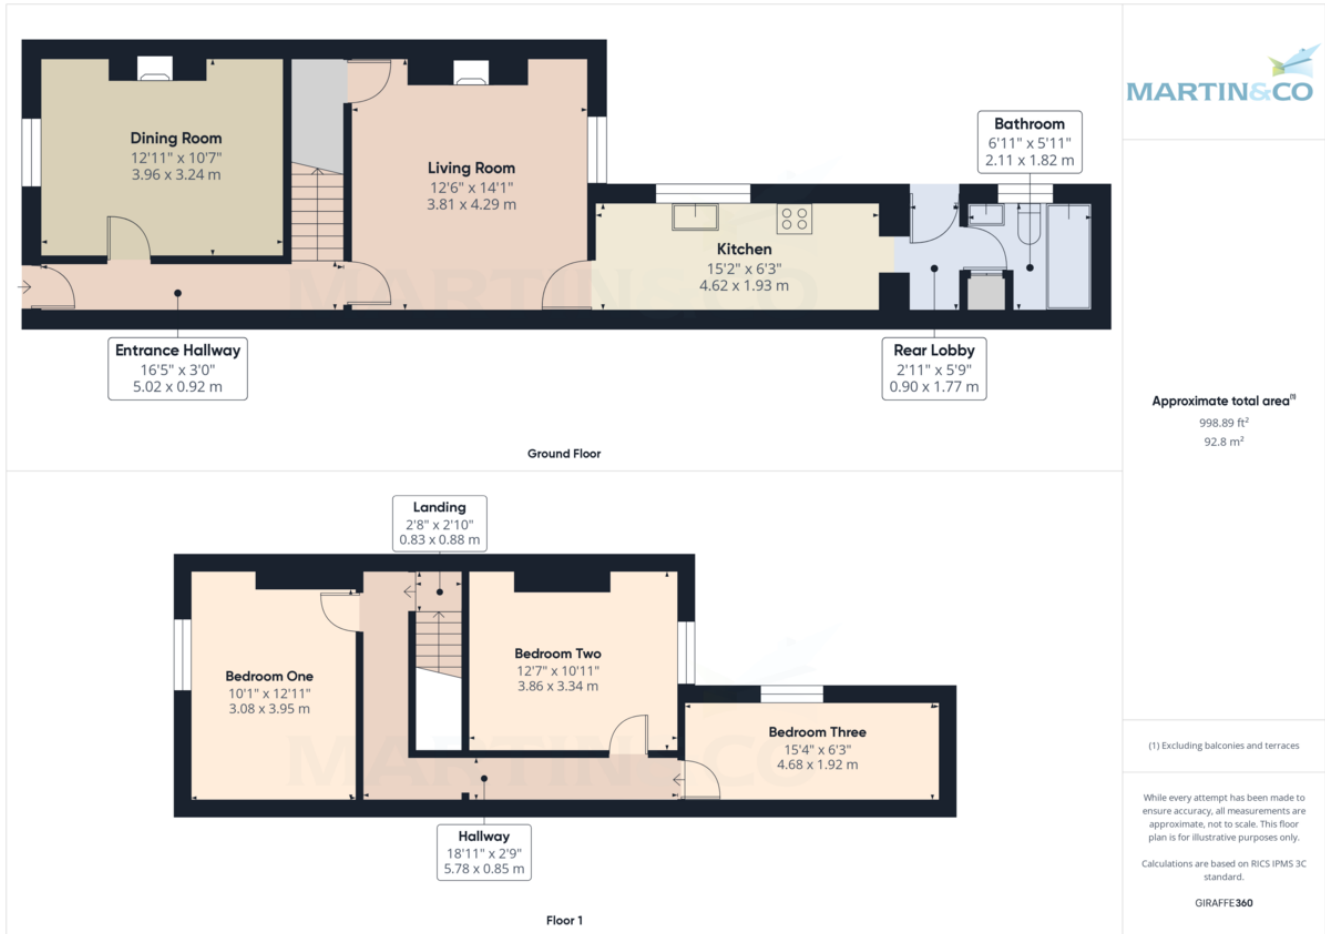 Dining Room
12'11" x 10'7"
3.96 x 3.24 m
Living Room
12'6" x 14'1"
3.81 x 4.29 m
Kitchen
15'2" x 6'3"
4.62 x 1.93 m
Bathroom
6'11" x 5'11"
2.11 x 1.82 m
Entrance Hallway
16'5" x 3'0"
5.02 x 0.92 m
Rear Lobby
2'11" x 5'9"
0.90 x 1.77 m
MARTIN&CO
Ground Floor
Landing
2'8" x 2'10"
0.83 x 0.88 m
Bedroom One
10'1" x 12'11"
3.08 x 3.95 m
Bedroom Two
12'7" x 10'11"
3.86 x 3.34 m
Bedroom Three
15'4" x 6'3"
4.68 x 1.92 m
Hallway
18'11" x 2'9"
5.78 x 0.85 m
MARTIN&CO
Floor 1
MARTIN&CO
Approximate total area(1)
998.89 ft²
92.8 m²
(1) Excluding balconies and terraces
While every attempt has been made to
ensure accuracy, all measurements are
approximate, not to scale. This floor
plan is for illustrative purposes only.
Calculations are based on RICS IPMS 3C
standard.
GIRAFFE360